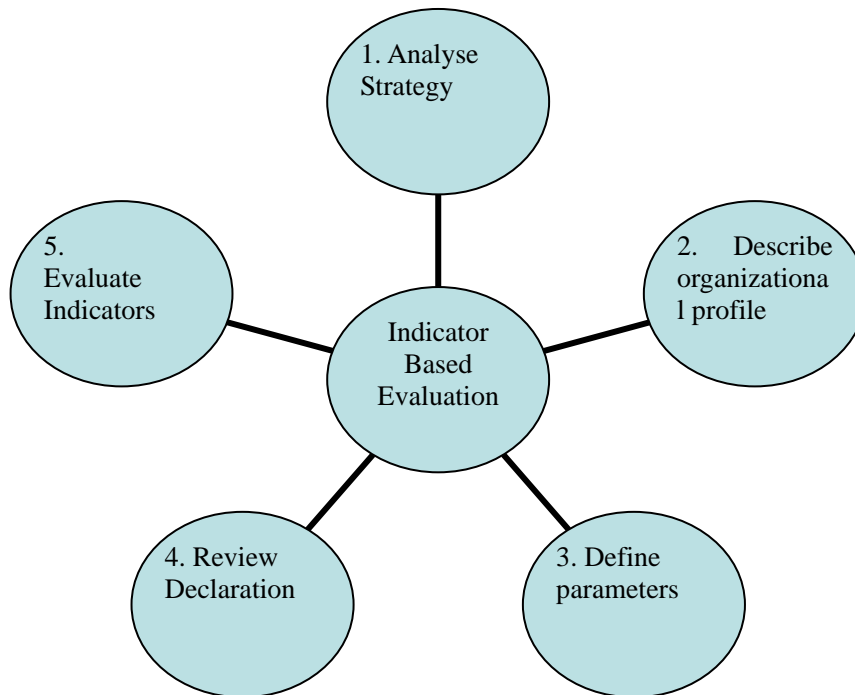 1. Analyse
Strategy
2. Describe
organizationa
l profile
3. Define
parameters
4. Review
Declaration
5.
Evaluate
Indicators
Indicator
Based
Evaluation